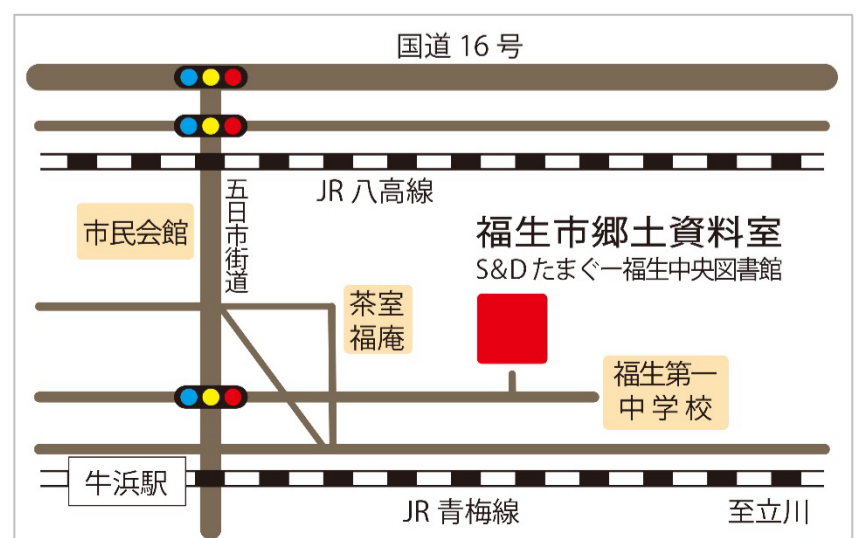 国道 16 号
JR 八高線
五日市街道
市民会館
福生市郷土資料室
S&Dたまぐー福生中央図書館
茶室
福庵
福生第一
中学校
牛浜駅
JR 青梅線
至立川